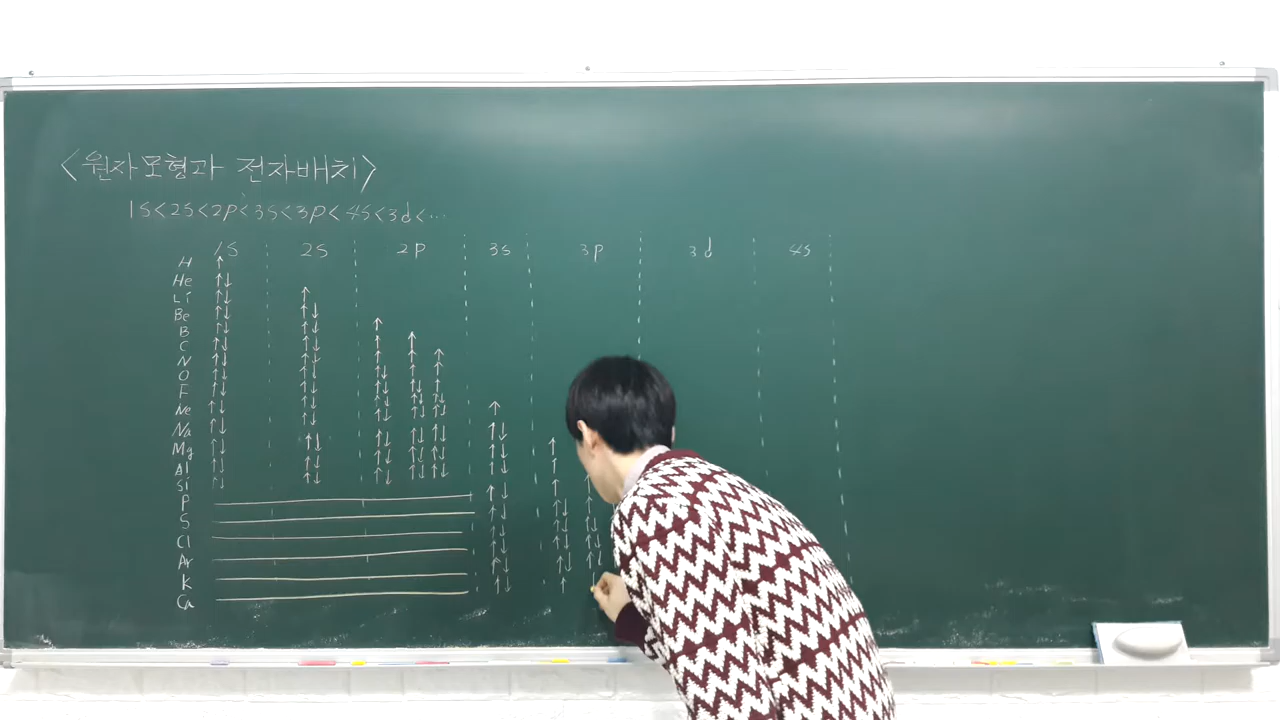 <원자모형과 전자배치>
1s<2s<2p<3s<3p<4s<3d<…
1s 2s 2p 3s 3p 3d 4s
H ↑
He ↑↓
Li
Be
B
C
N
O
F
Ne
Na
Mg
Al
Si
P
S
Cl
Ar
K
Ca